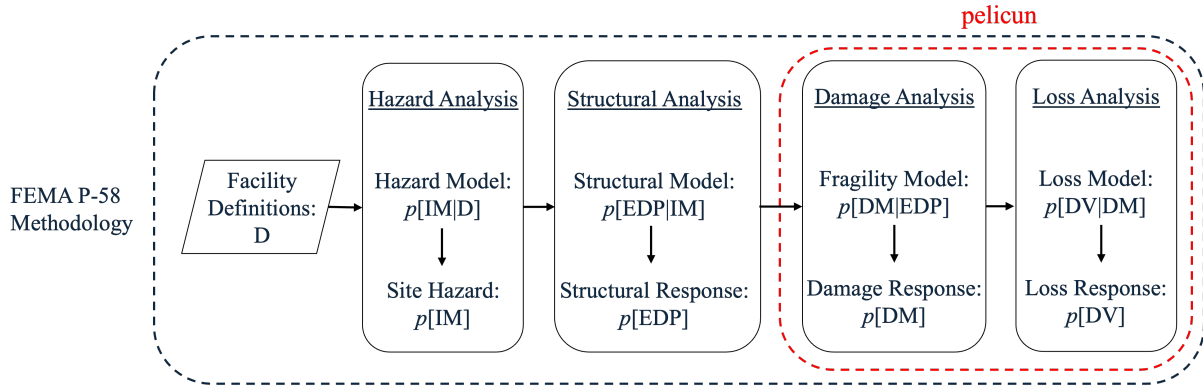 pelicun
FEMA P-58
Methodology
Facility
Definitions:
D
Hazard Analysis
Hazard Model:
p[IM|D]
Site Hazard:
p[IM]
Structural Analysis
Structural Model:
p[EDP|IM]
Structural Response:
p[EDP]
Damage Analysis
Fragility Model:
p[DM|EDP]
Damage Response:
p[DM]
Loss Analysis
Loss Model:
p[DV|DM]
Loss Response:
p[DV]